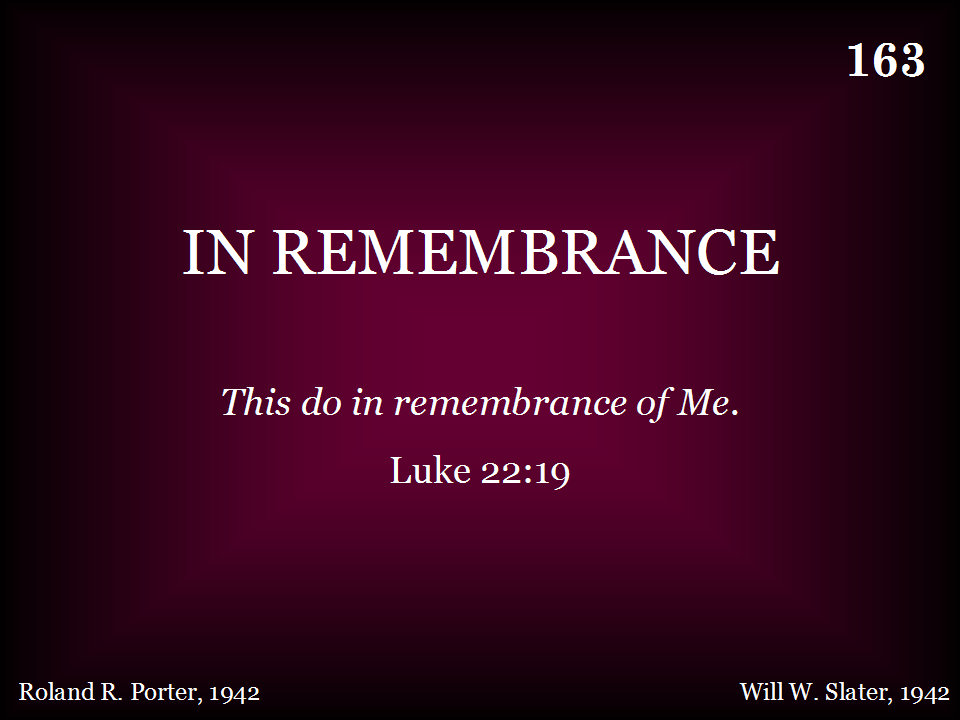 163
IN REMEMBRANCE
This do in remembrance of Me.
Luke 22:19
Roland R. Porter, 1942
Will W. Slater, 1942